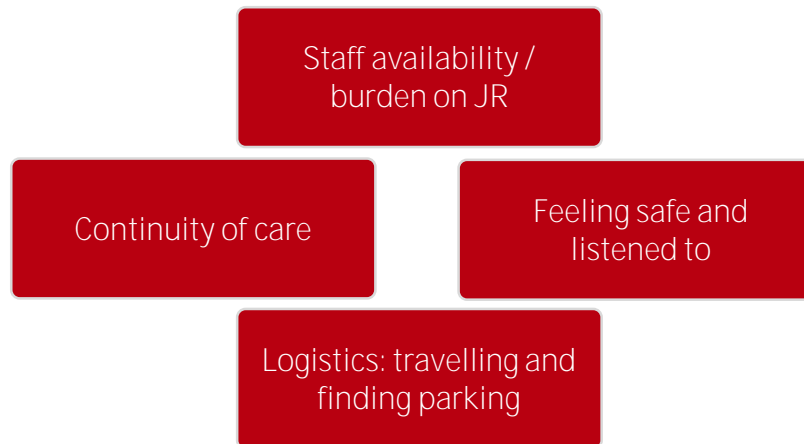 Staff availability /
burden on JR
Continuity of care
Feeling safe and
listened to
Logistics: travelling and
finding parking